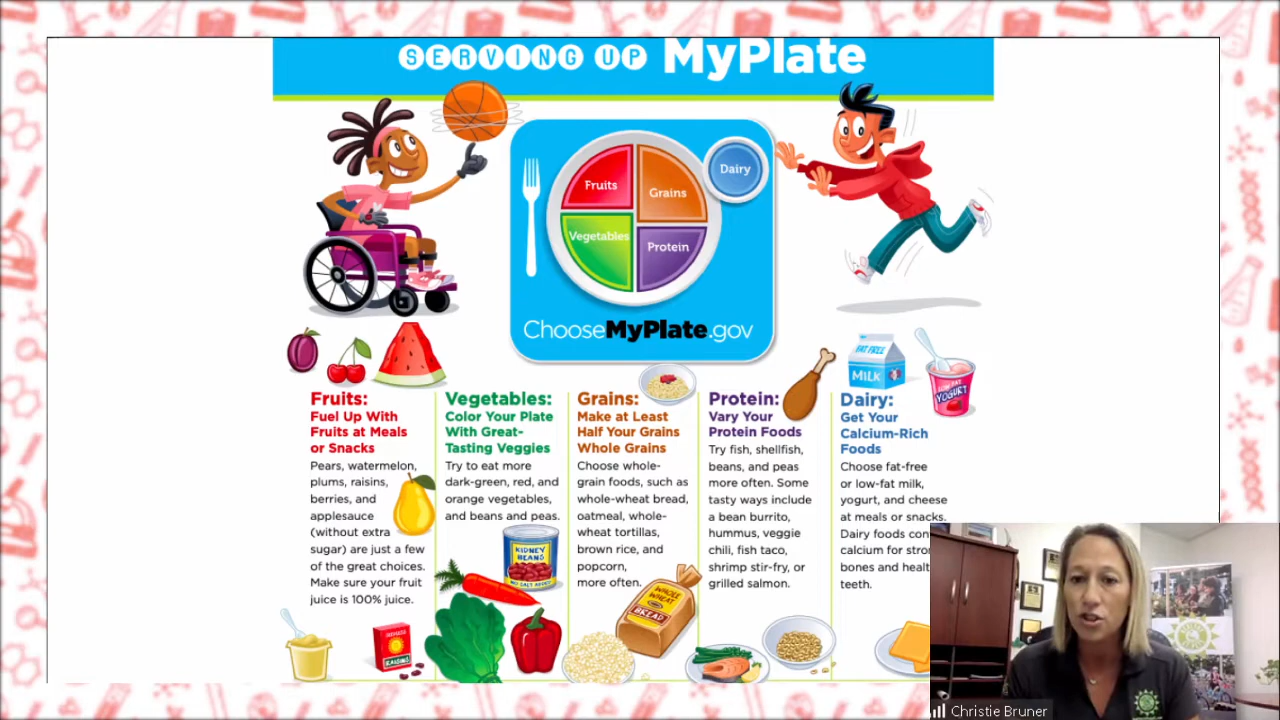 SERVING UP MyPlate
Fruits
Grains
Dairy
Vegetables
Protein
ChooseMyPlate.gov
FAT FREE
MILK
LOW FAT
YOGURT
Fruits:
Fuel Up With
Fruits at Meals
or Snacks
Pears, watermelon,
plums, raisins,
berries, and
applesauce
(without extra
sugar) are just a few
of the great choices.
Make sure your fruit
juice is 100% juice.
RAISINS
Vegetables:
Color Your Plate
With Great-
Tasting Veggies
Try to eat more
dark-green, red, and
orange vegetables,
and beans and peas.
KIDNEY
BEANS
NO SALT ADDED
Grains:
Make at Least
Half Your Grains
Whole Grains
Choose whole-
grain foods, such as
whole-wheat bread,
oatmeal, whole-
wheat tortillas,
brown rice, and
popcorn,
more often.
WHOLE
WHEAT
BREAD
Protein:
Vary Your
Protein Foods
Try fish, shellfish,
beans, and peas
more often. Some
tasty ways include
a bean burrito,
hummus, veggie
chili, fish taco,
shrimp stir-fry, or
grilled salmon.
Dairy:
Get Your
Calcium-Rich
Foods
Choose fat-free
or low-fat milk,
yogurt, and cheese
at meals or snacks.
Dairy foods con
calcium for stro
bones and healt
teeth.
Christie Bruner